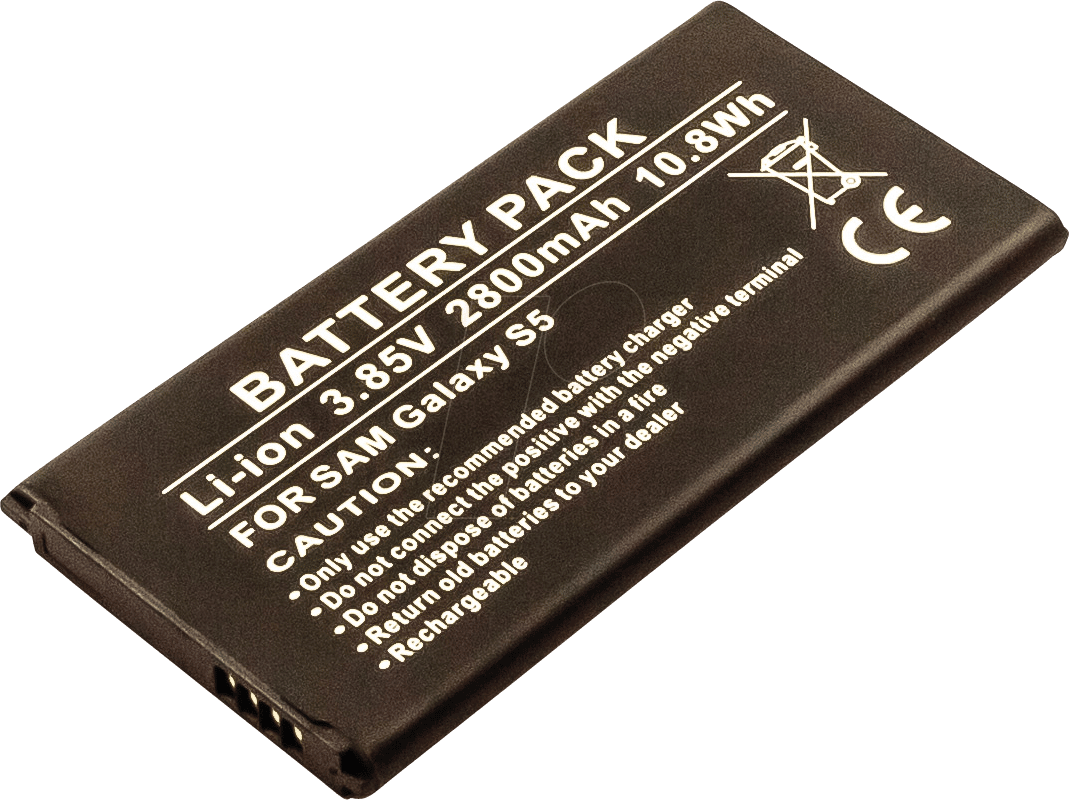 BATTERY PACK
Li-ion 3.85V 2800mAh 10.8Wh
FOR SAM Galaxy S5
CAUTION:
• Only use the recommended battery charger
• Do not connect the positive with the negative terminal
• Do not dispose of batteries in a fire
• Return old batteries to your dealer
• Rechargeable
CE